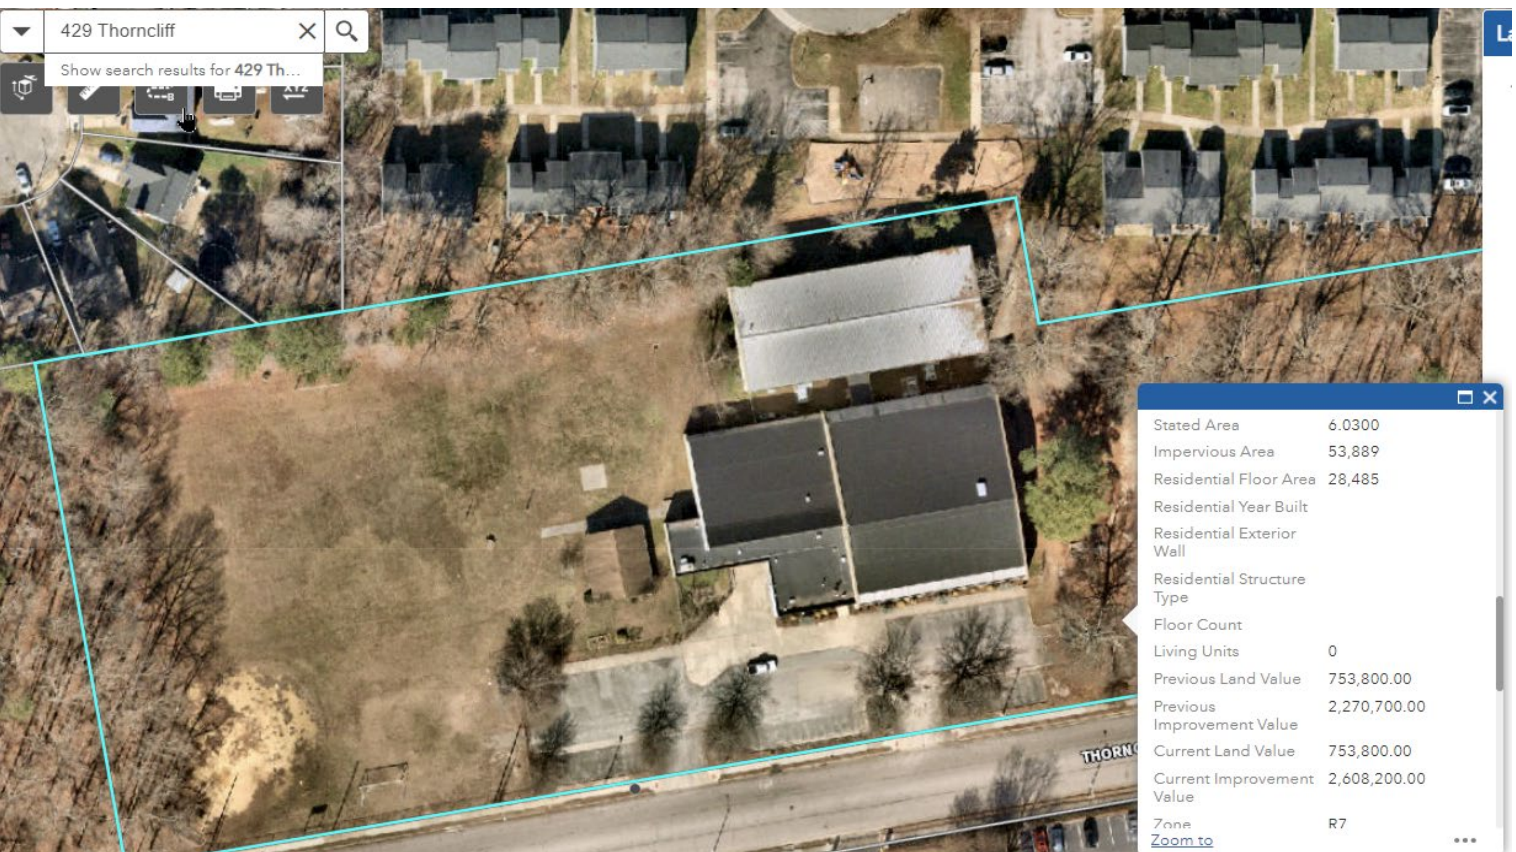 429 Thorncliff
Show search results for 429 Th...
XYZ
Stated Area 6.0300
Impervious Area 53,889
Residential Floor Area 28,485
Residential Year Built
Residential Exterior
Wall
Residential Structure
Type
Floor Count
Living Units 0
Previous Land Value 753,800.00
Previous 2,270,700.00
Improvement Value
Current Land Value 753,800.00
Current Improvement 2,608,200.00
Value
Zone R7
Zoom to
THORN